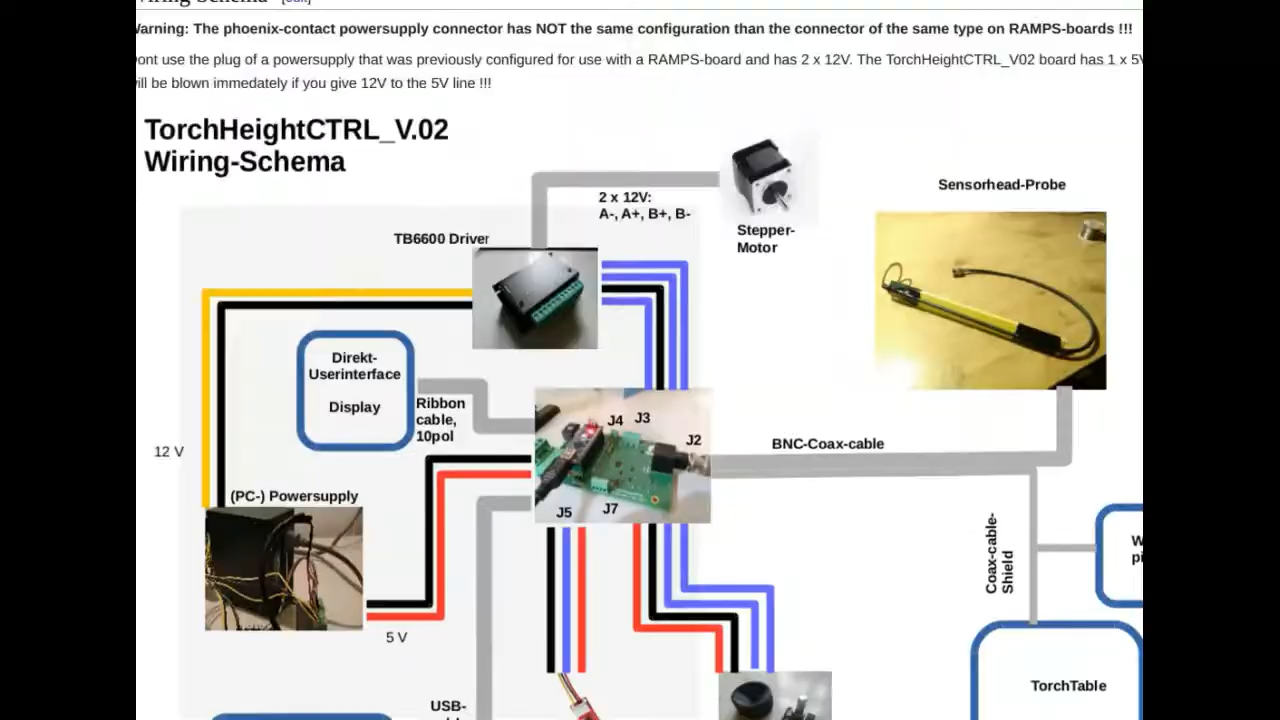 Wiring Schema [edit]
Warning: The phoenix-contact powersupply connector has NOT the same configuration than the connector of the same type on RAMPS-boards !!!
ont use the plug of a powersupply that was previously configured for use with a RAMPS-board and has 2 x 12V. The TorchHeightCTRL_V02 board has 1 x 5V
ill be blown immedately if you give 12V to the 5V line !!!
TorchHeightCTRL_V.02
Wiring-Schema
2 x 12V:
A-, A+, B+, B-
Sensorhead-Probe
Stepper-
Motor
TB6600 Driver
Direkt-
Userinterface
Display
Ribbon
cable,
10pol
J4
J3
J2
BNC-Coax-cable
12 V
(PC-) Powersupply
J5
J7
Coax-cable-
Shield
W
pi
5 V
TorchTable
USB-